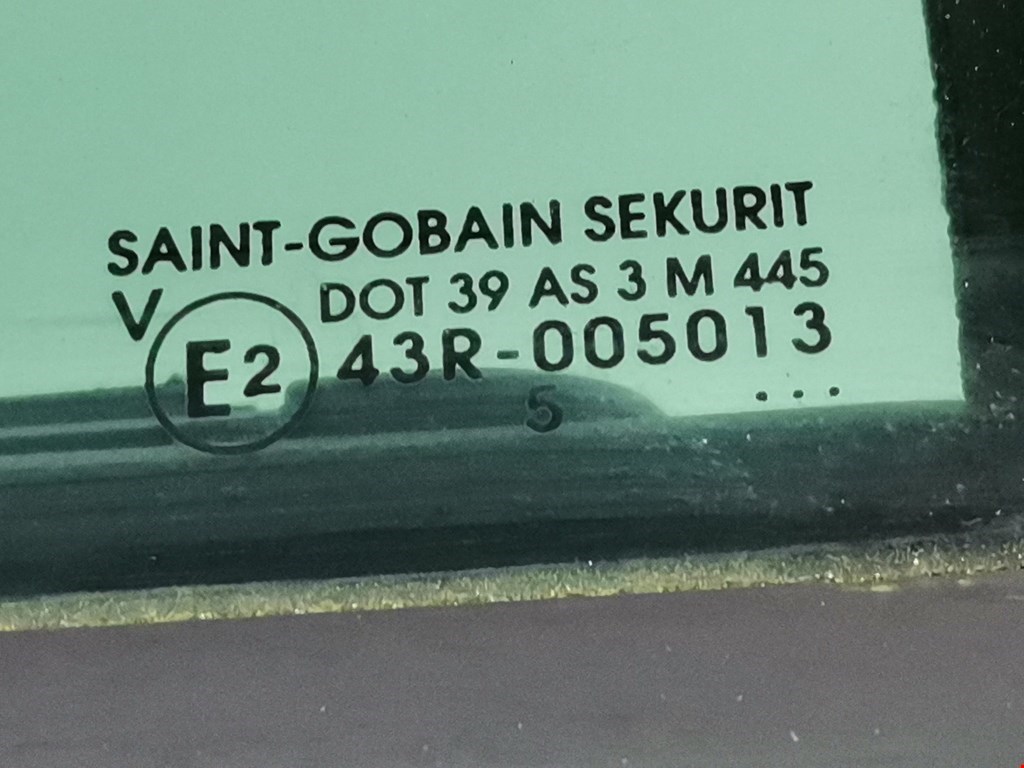 SAINT-GOBAIN SEKURIT
DOT 39 AS 3 M 445
V E2 43R-005013
5 ...